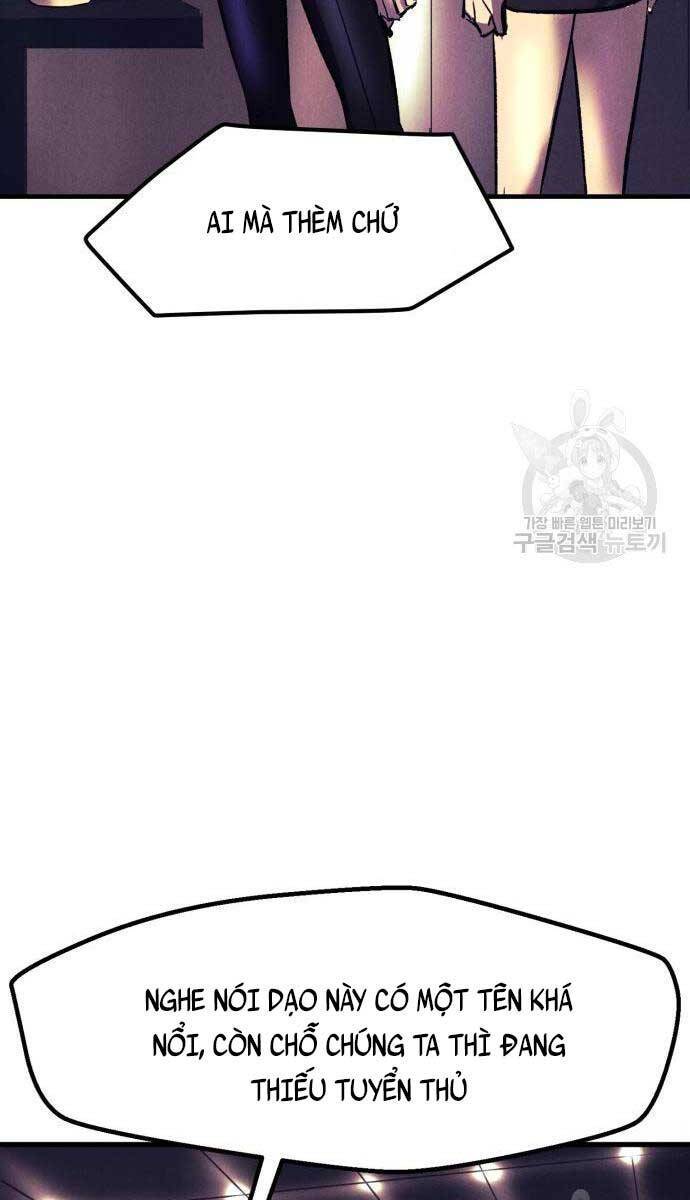 AI MÀ THÈM CHỨ
가장 빠른 웹툰 미리보기
구글검색 뉴토끼
NGHE NÓI DẠO NÀY CÓ MỘT TÊN KHÁ
NỔI, CÒN CHỖ CHÚNG TA THÌ ĐANG
THIẾU TUYỂN THỦ